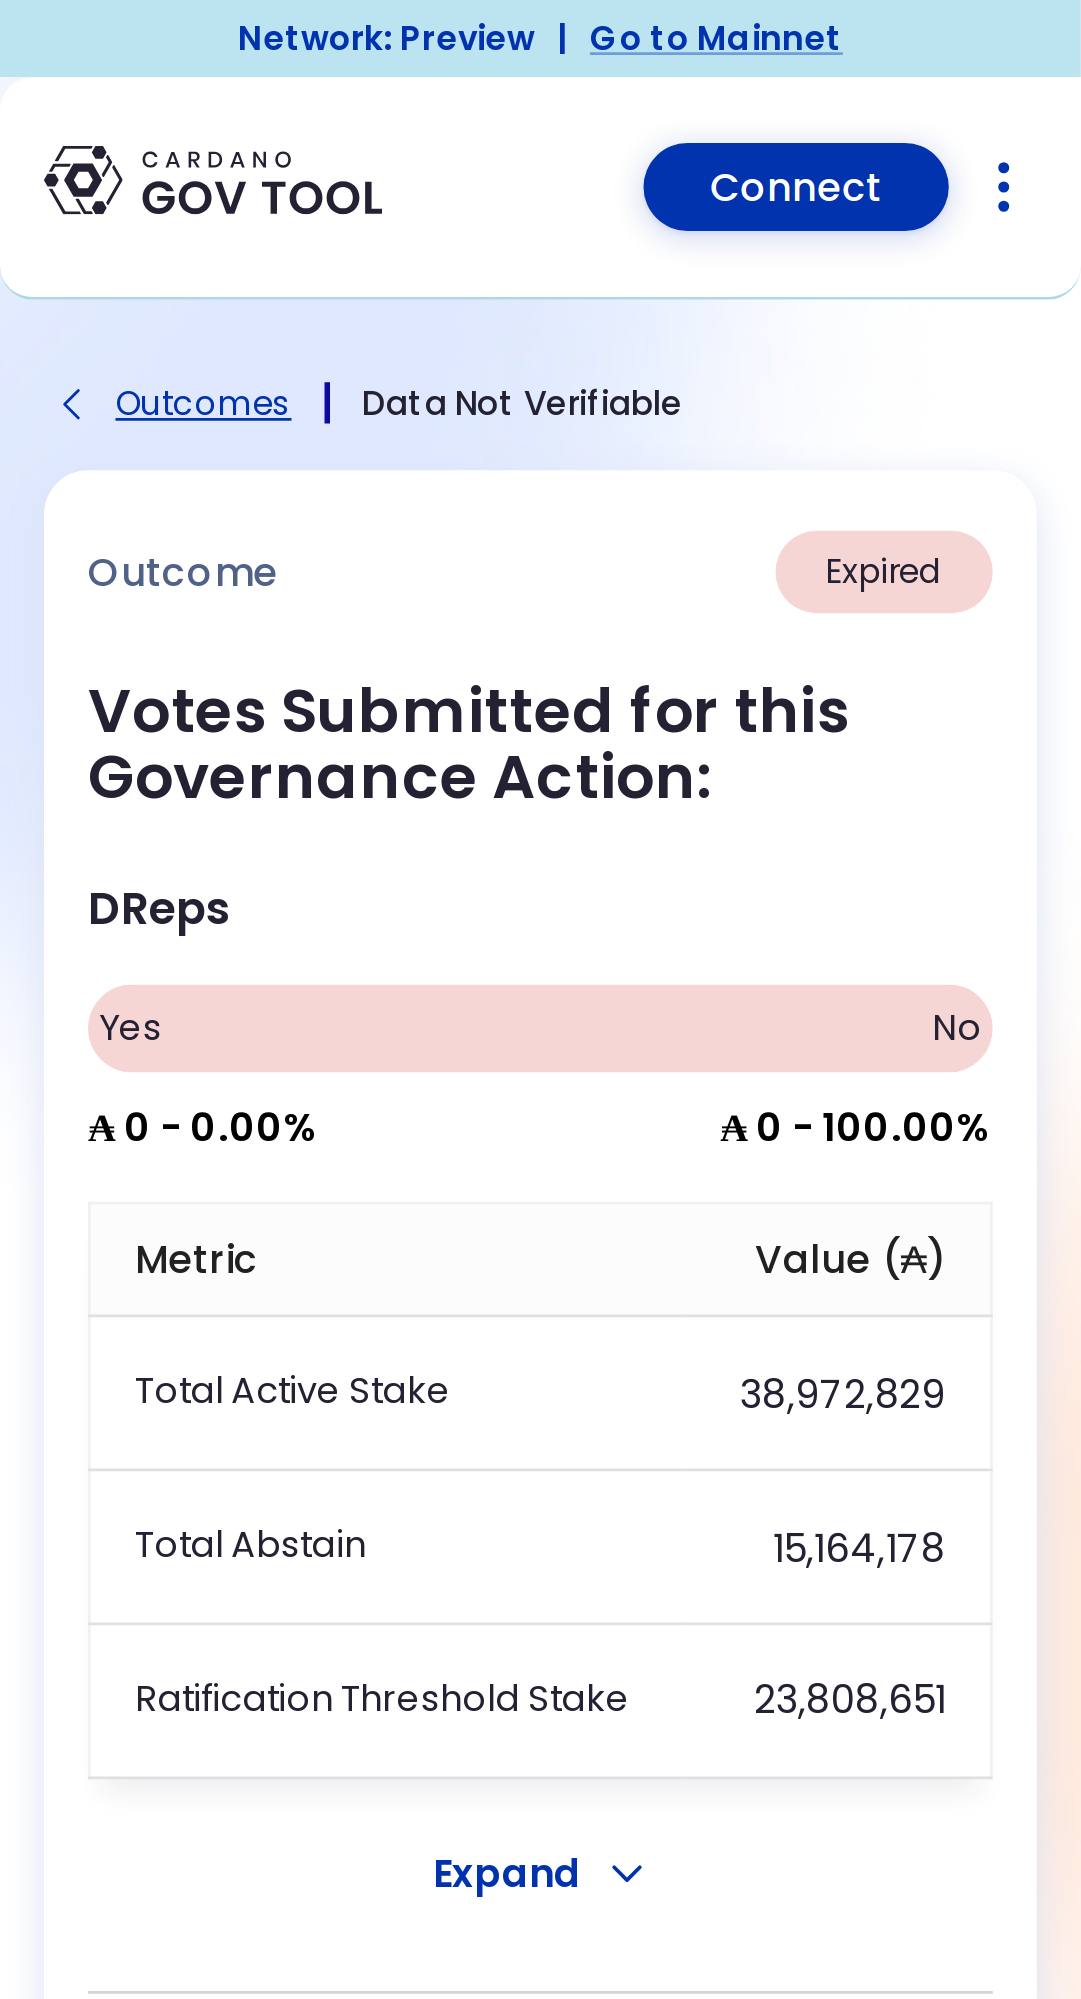 Network: Preview | Go to Mainnet
CARDANO
GOV TOOL
Connect
Outcomes | Data Not Verifiable
Outcome
Expired
Votes Submitted for this
Governance Action:
DReps
Yes No
₳ 0 - 0.00% ₳ 0 - 100.00%
Metric Value (₳)
Total Active Stake 38,972,829
Total Abstain 15,164,178
Ratification Threshold Stake 23,808,651
Expand